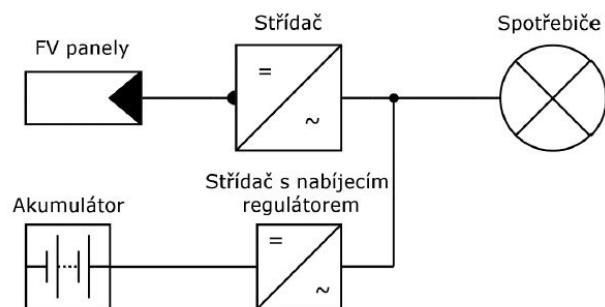 Střídač
Spotřebiče
FV panely
=
~
Střídač s nabíjecím
regulátorem
Akumulátor
=
~